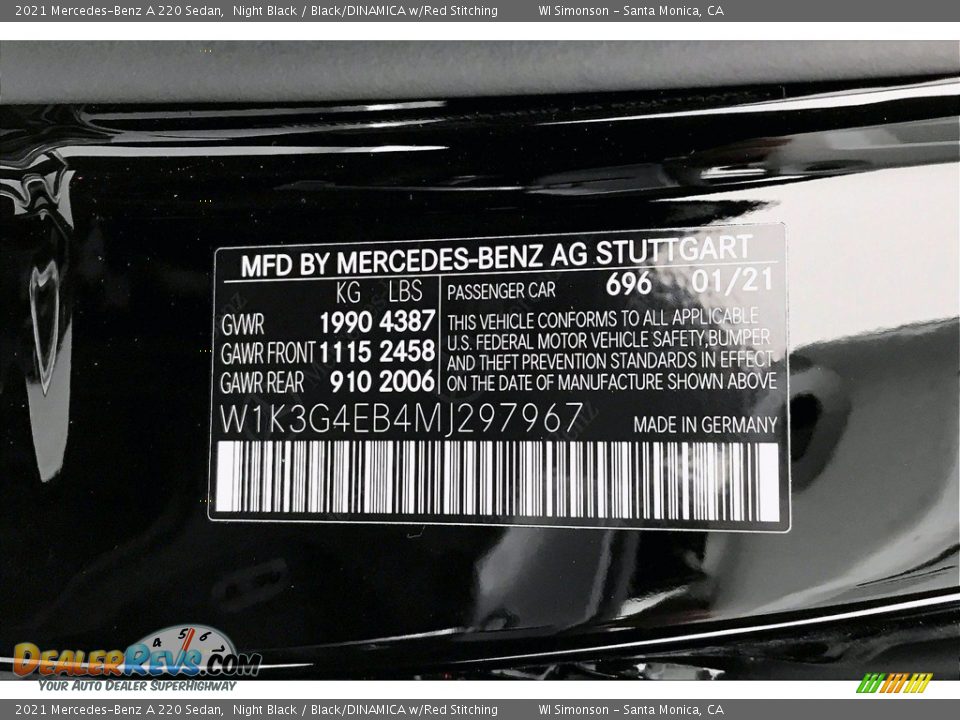 2021 Mercedes-Benz A 220 Sedan, Night Black / Black/DINAMICA w/Red Stitching WI Simonson - Santa Monica, CA
MFD BY MERCEDES-BENZ AG STUTTGART
KG LBS
GVWR 1990 4387
GAWR FRONT 1115 2458
GAWR REAR 910 2006
PASSENGER CAR 696 01/21
THIS VEHICLE CONFORMS TO ALL APPLICABLE
U.S. FEDERAL MOTOR VEHICLE SAFETY,BUMPER
AND THEFT PREVENTION STANDARDS IN EFFECT
ON THE DATE OF MANUFACTURE SHOWN ABOVE
W1K3G4EB4MJ297967 MADE IN GERMANY
4 5 6 7
DealerRevs.com
Your Auto Dealer SuperHighway
2021 Mercedes-Benz A 220 Sedan, Night Black / Black/DINAMICA w/Red Stitching WI Simonson - Santa Monica, CA